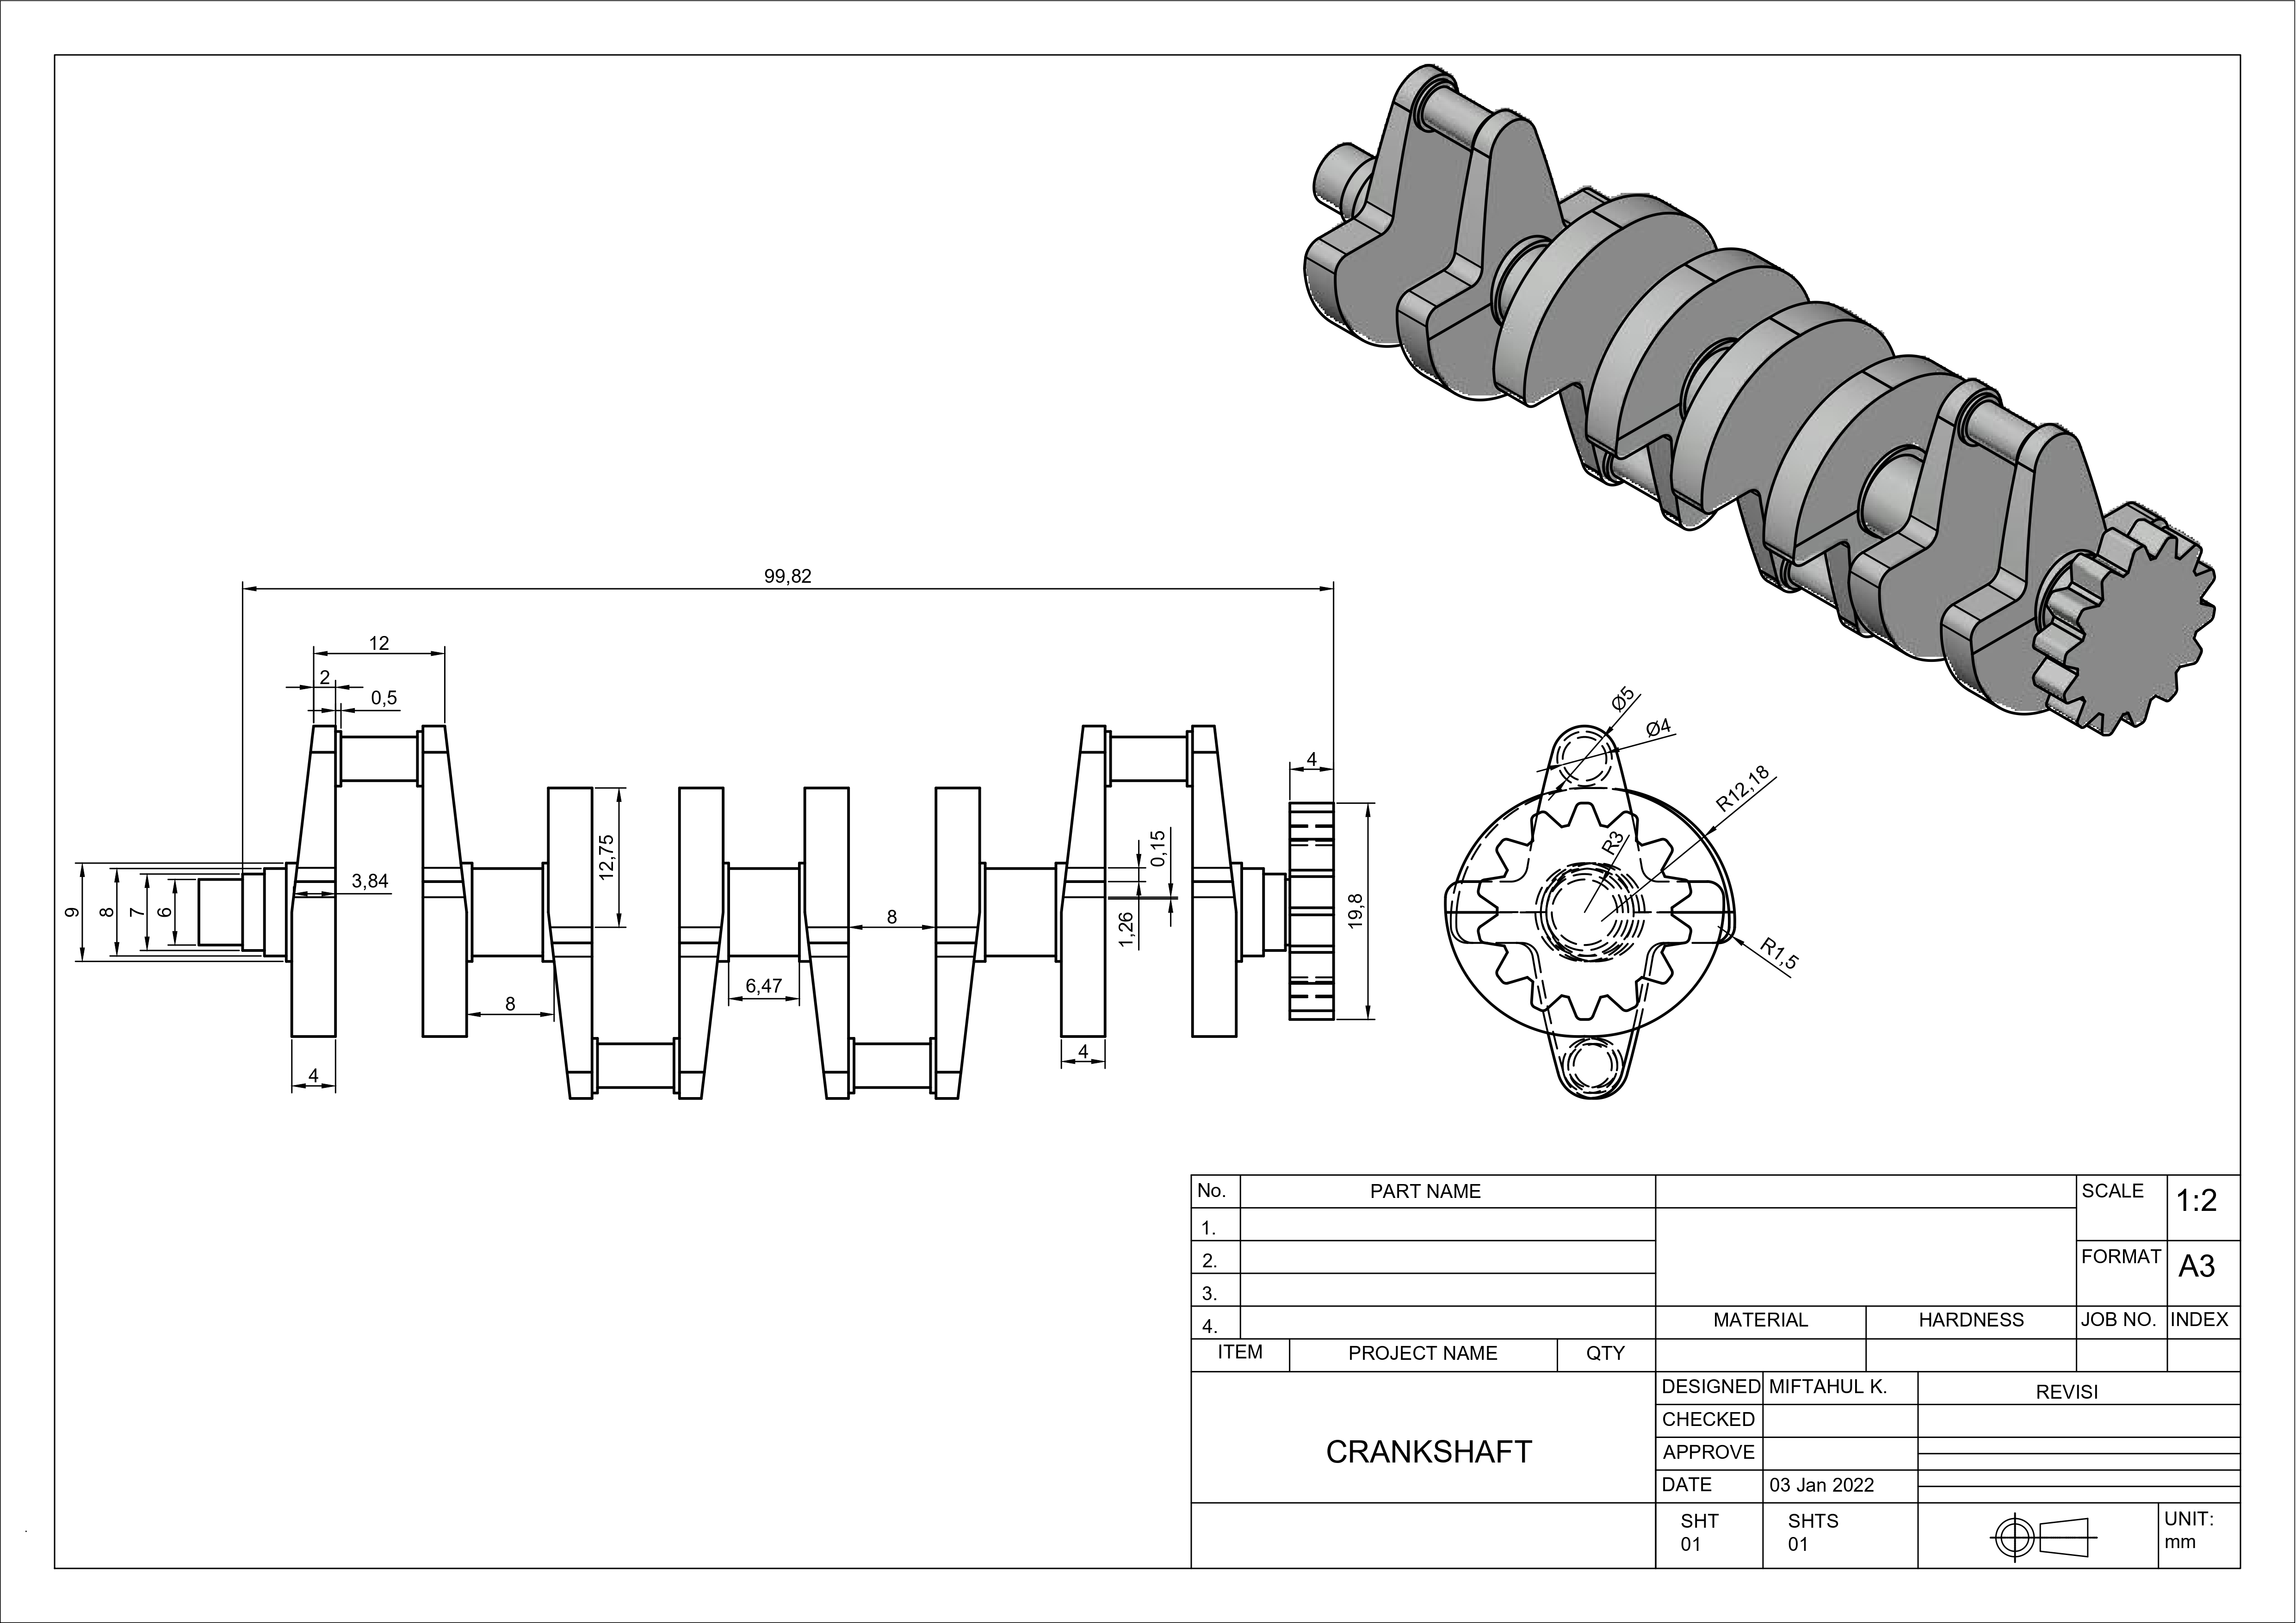 99,82
12
2
0,5
Ø5
Ø4
R12,18
R3
R1,5
4
12,75
0,15
3,84
9
8
7
6
8
1,26
19,8
6,47
8
4
4
No.
PART NAME
SCALE
1:2
1.
2.
FORMAT
A3
3.
4.
MATERIAL
HARDNESS
JOB NO.
INDEX
ITEM
PROJECT NAME
QTY
DESIGNED
MIFTAHUL K.
REVISI
CHECKED
CRANKSHAFT
APPROVE
DATE
03 Jan 2022
SHT
01
SHTS
01
UNIT:
mm